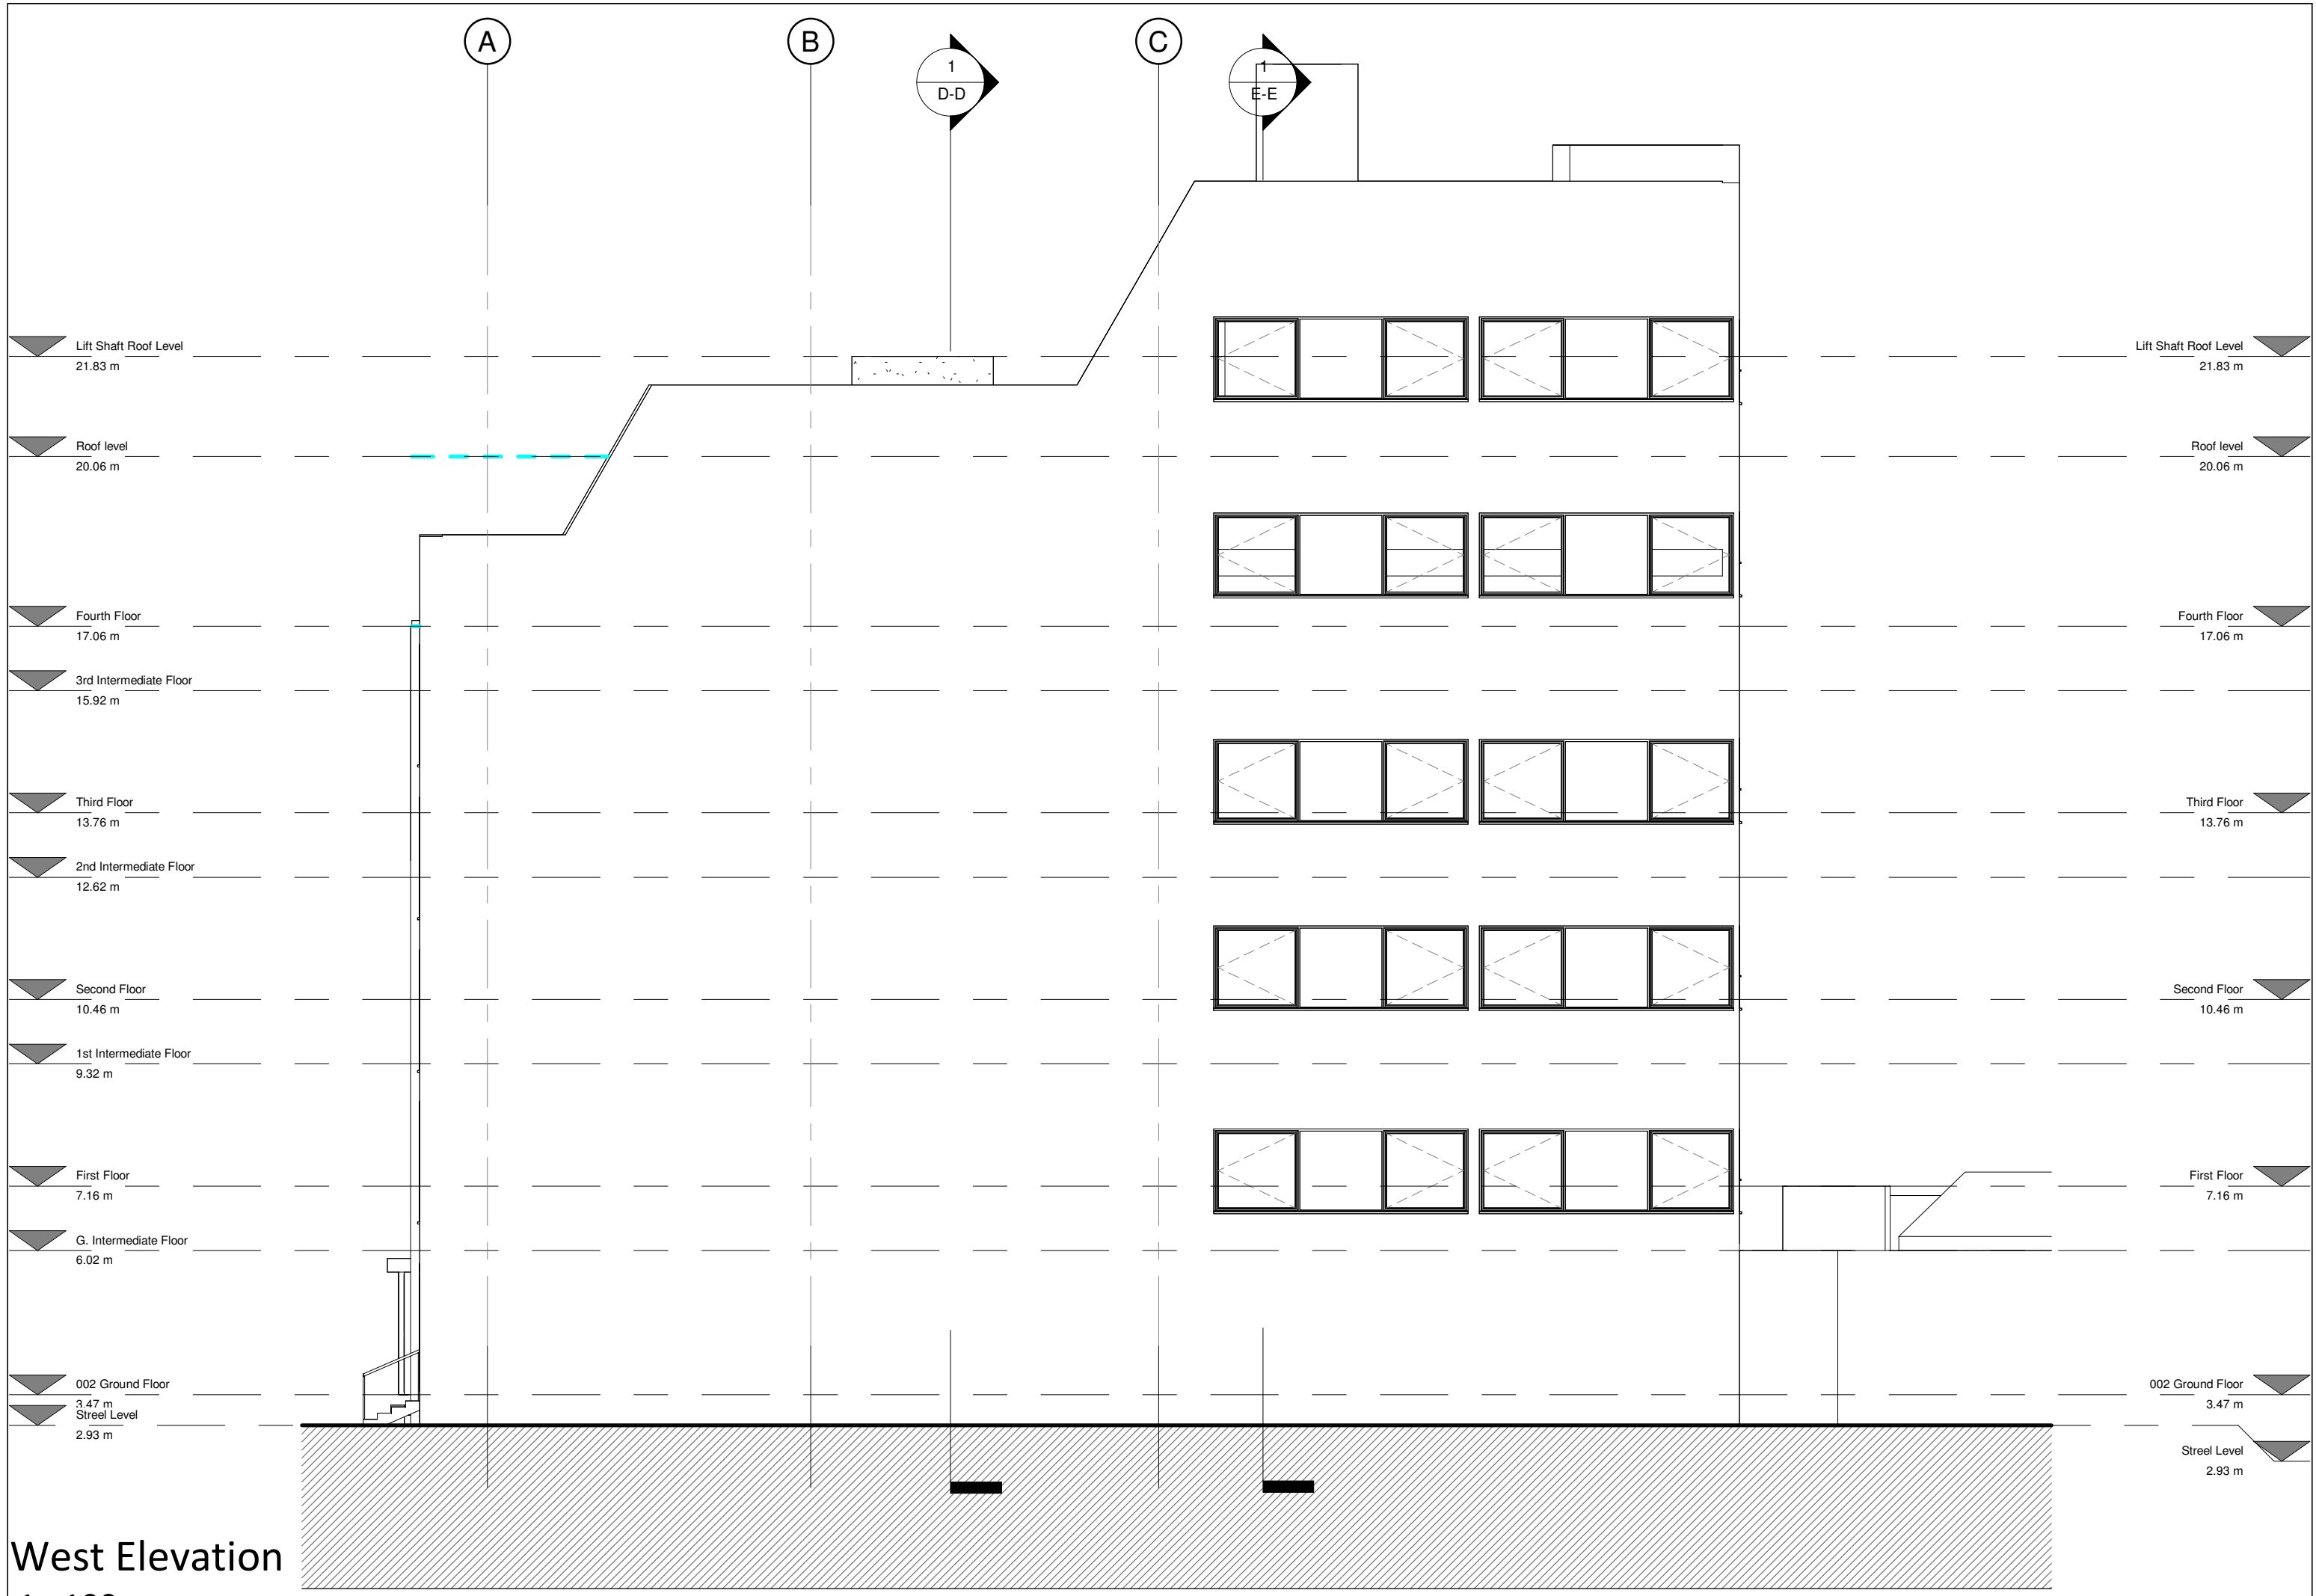 A
B
C
1
D-D
1
E-E
Lift Shaft Roof Level
21.83 m
Lift Shaft Roof Level
21.83 m
Roof level
20.06 m
Roof level
20.06 m
Fourth Floor
17.06 m
Fourth Floor
17.06 m
3rd Intermediate Floor
15.92 m
Third Floor
13.76 m
Third Floor
13.76 m
2nd Intermediate Floor
12.62 m
Second Floor
10.46 m
Second Floor
10.46 m
1st Intermediate Floor
9.32 m
First Floor
7.16 m
First Floor
7.16 m
G. Intermediate Floor
6.02 m
002 Ground Floor
3.47 m
002 Ground Floor
3.47 m
Streel Level
2.93 m
Streel Level
2.93 m
West Elevation